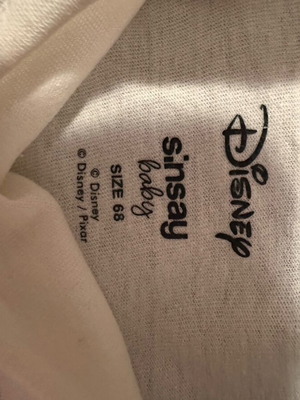 Disney
sinsay
baby
SIZE 68
© Disney
© Disney / Pixar